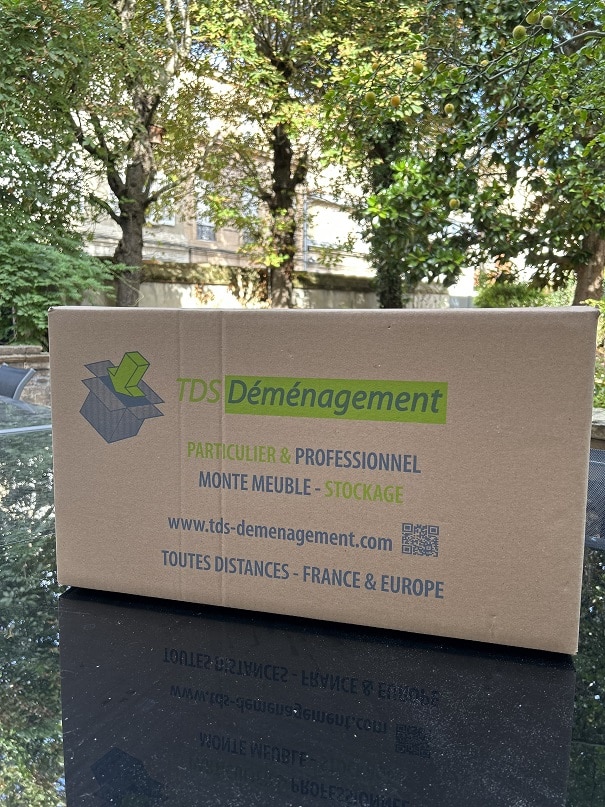 TDS Déménagement
PARTICULIER & PROFESSIONNEL
MONTE MEUBLE - STOCKAGE
www.tds-demenagement.com
TOUTES DISTANCES - FRANCE & EUROPE